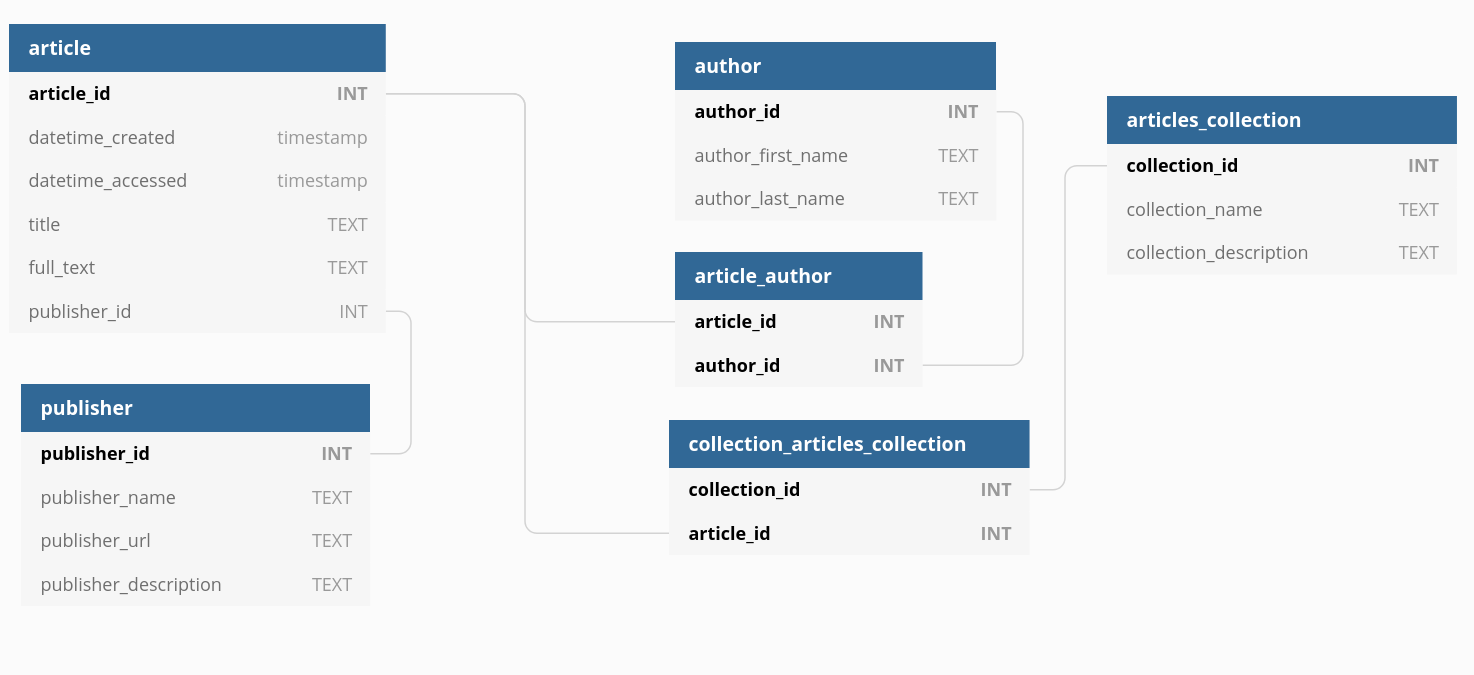 article
article_id INT
datetime_created timestamp
datetime_accessed timestamp
title TEXT
full_text TEXT
publisher_id INT
publisher
publisher_id INT
publisher_name TEXT
publisher_url TEXT
publisher_description TEXT
author
author_id INT
author_first_name TEXT
author_last_name TEXT
article_author
article_id INT
author_id INT
collection_articles_collection
collection_id INT
article_id INT
articles_collection
collection_id INT
collection_name TEXT
collection_description TEXT